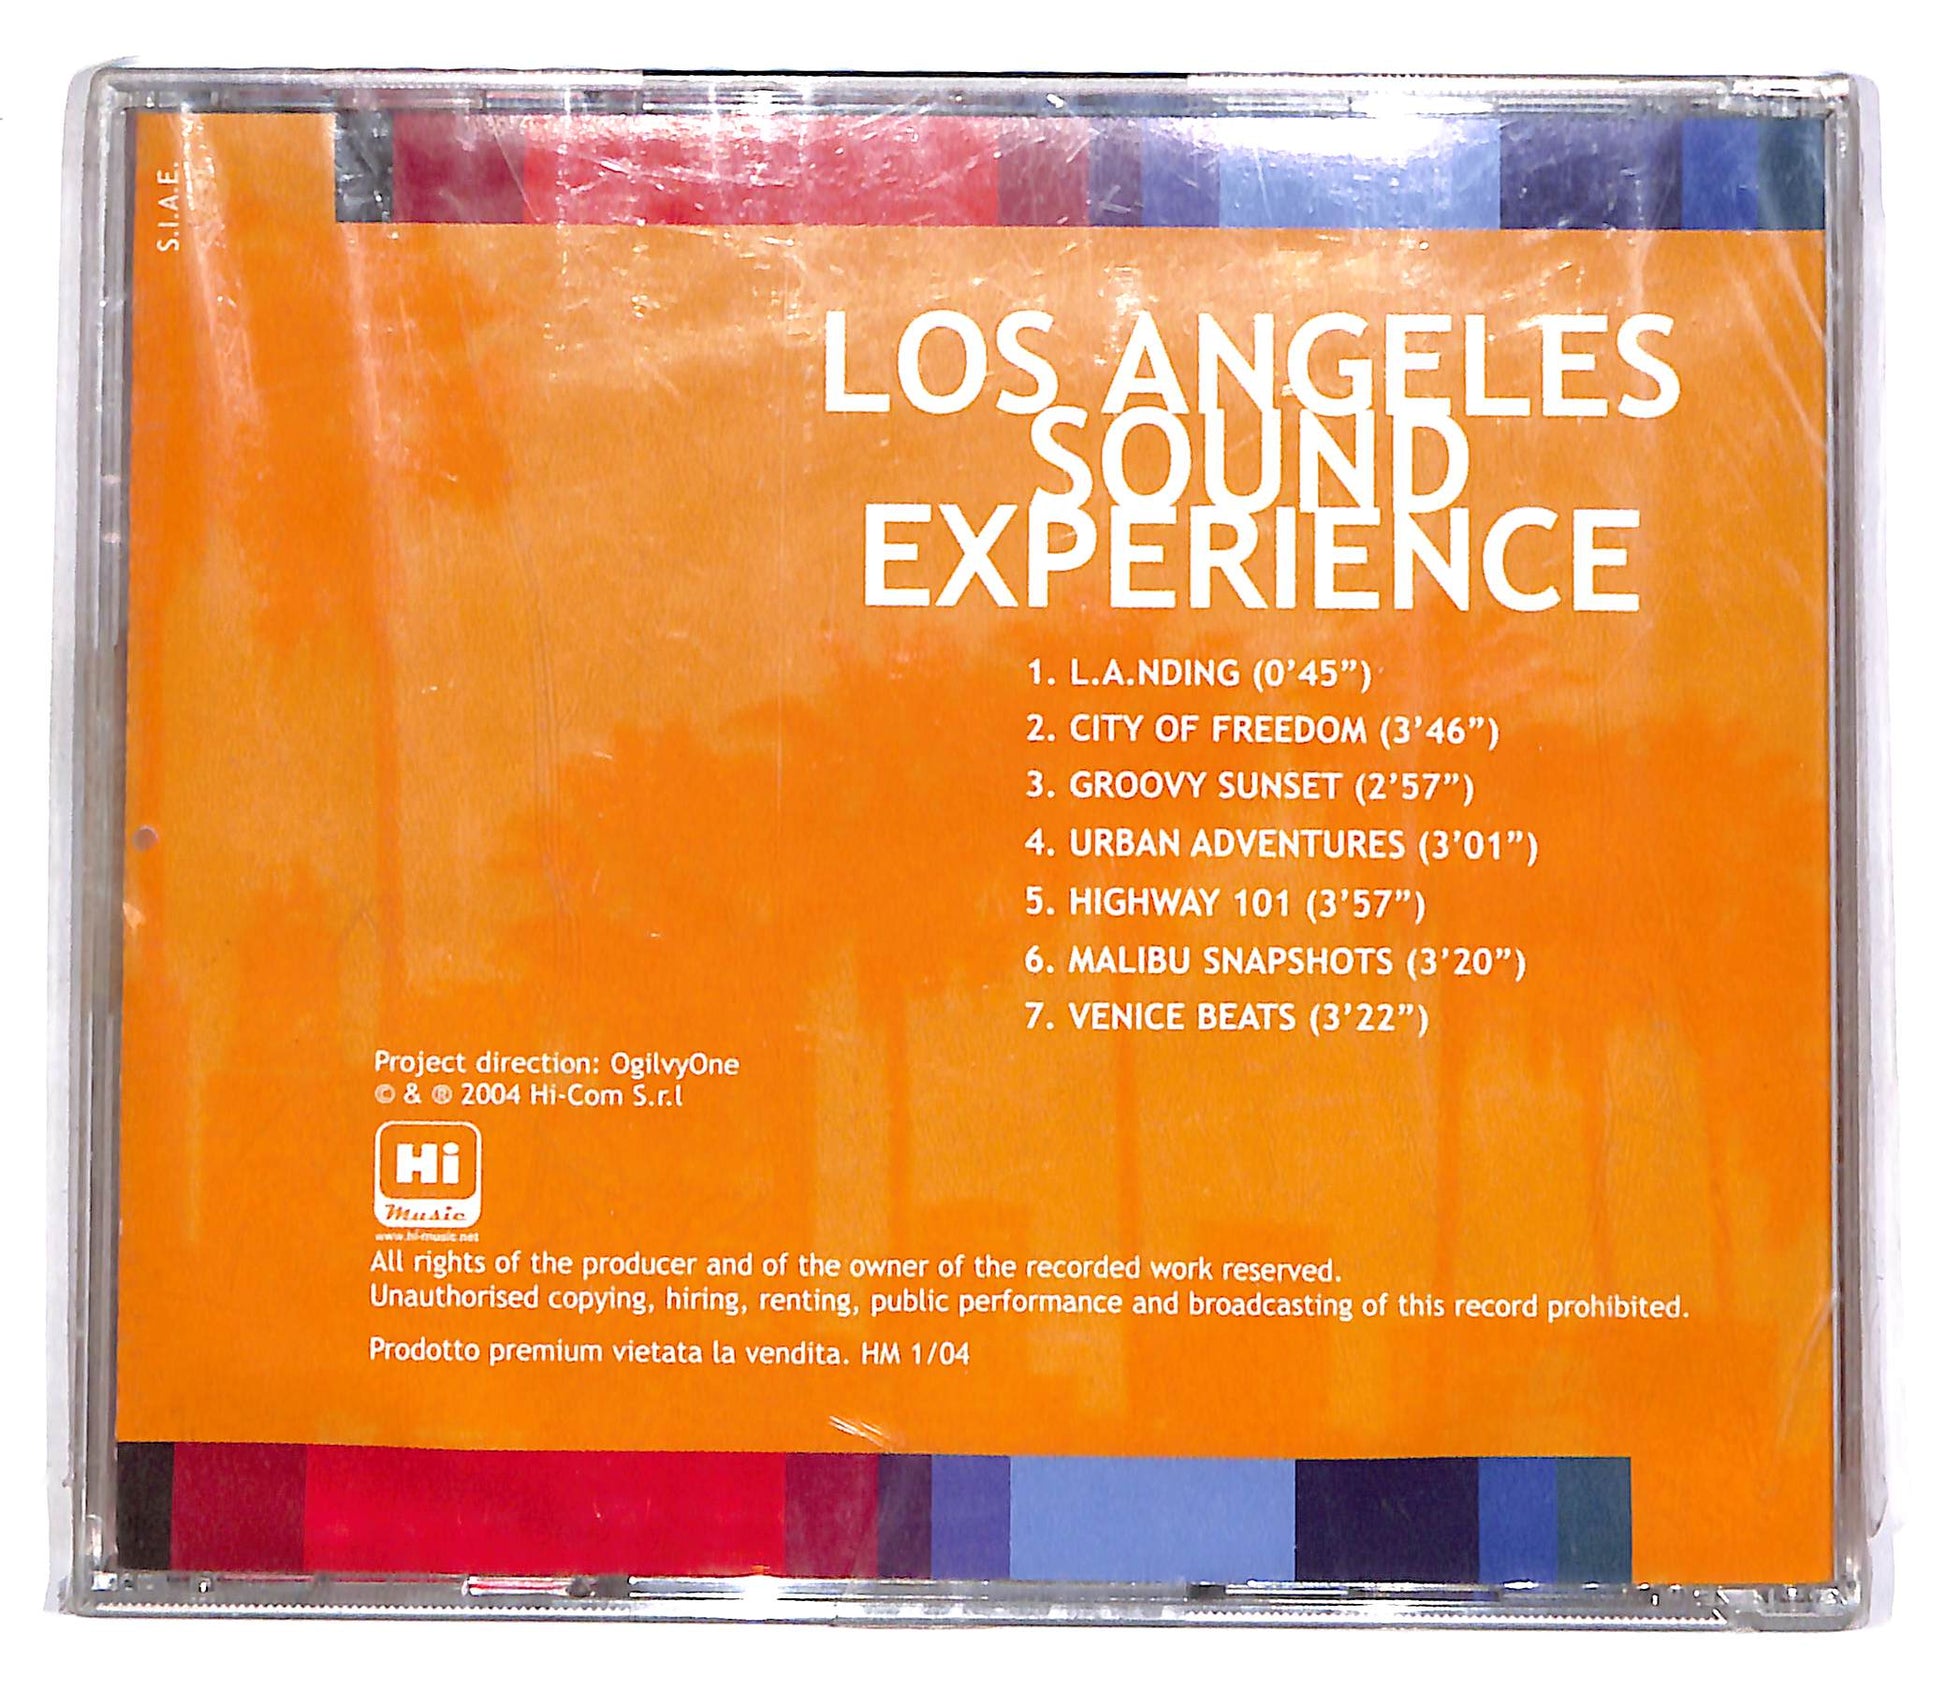 S.I.A.E.
LOS ANGELES
SOUND
EXPERIENCE
1. L.A.NDING (0'45”)
2. CITY OF FREEDOM (3'46”)
3. GROOVY SUNSET (2'57”)
4. URBAN ADVENTURES (3'01”)
5. HIGHWAY 101 (3'57”)
6. MALIBU SNAPSHOTS (3'20”)
7. VENICE BEATS (3'22”)
Project direction: OgilvyOne
© & ® 2004 Hi-Com S.r.l
Hi
Music
www.hi-music.net
All rights of the producer and of the owner of the recorded work reserved.
Unauthorised copying, hiring, renting, public performance and broadcasting of this record prohibited.
Prodotto premium vietata la vendita. HM 1/04